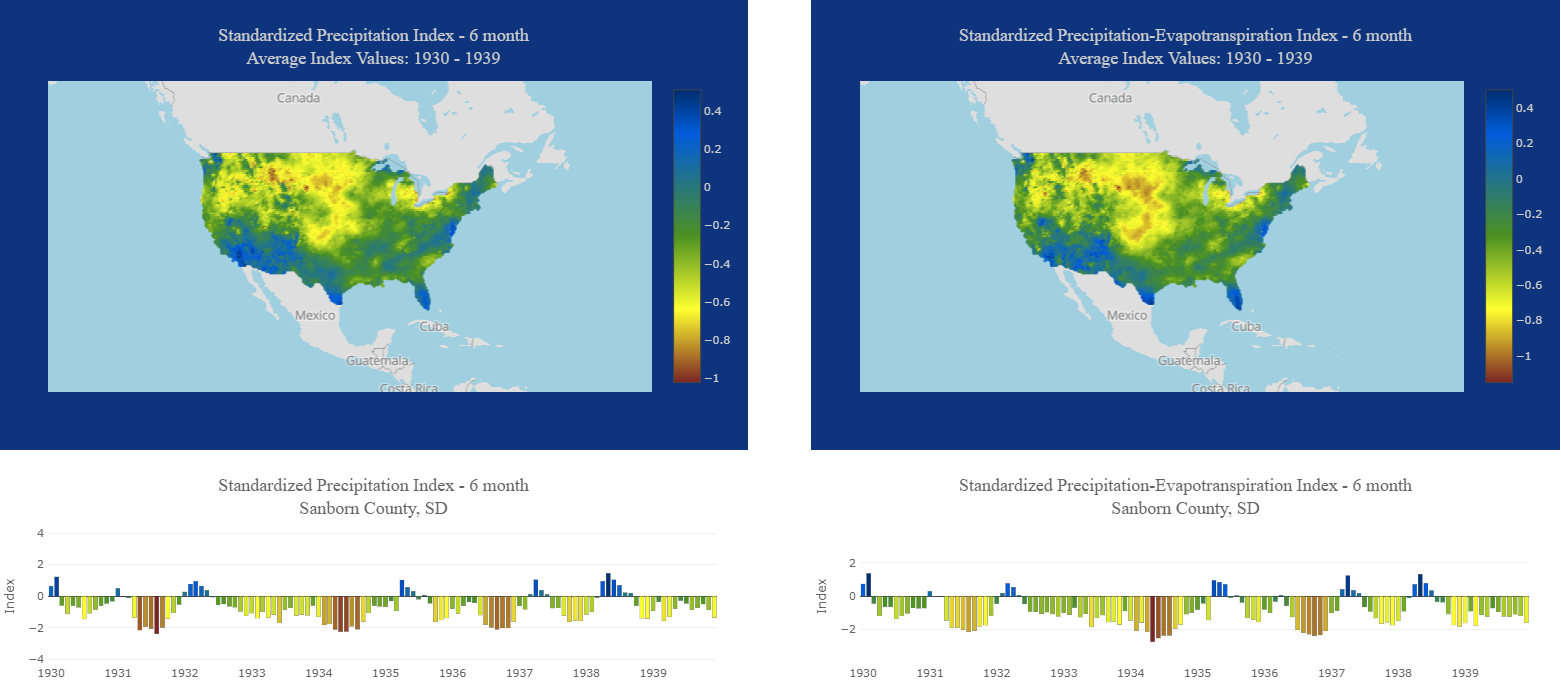 Standardized Precipitation Index - 6 month
Average Index Values: 1930 - 1939
Canada
Mexico
Cuba
Guatemala
Costa Rica
0.4
0.2
0
−0.2
−0.4
−0.6
−0.8
−1
Standardized Precipitation-Evapotranspiration Index - 6 month
Average Index Values: 1930 - 1939
Canada
Mexico
Cuba
Guatemala
Costa Rica
0.4
0.2
0
−0.2
−0.4
−0.6
−0.8
−1
Standardized Precipitation Index - 6 month
Sanborn County, SD
Index
4
2
0
−2
−4
1930 1931 1932 1933 1934 1935 1936 1937 1938 1939
Standardized Precipitation-Evapotranspiration Index - 6 month
Sanborn County, SD
Index
2
0
−2
1930 1931 1932 1933 1934 1935 1936 1937 1938 1939